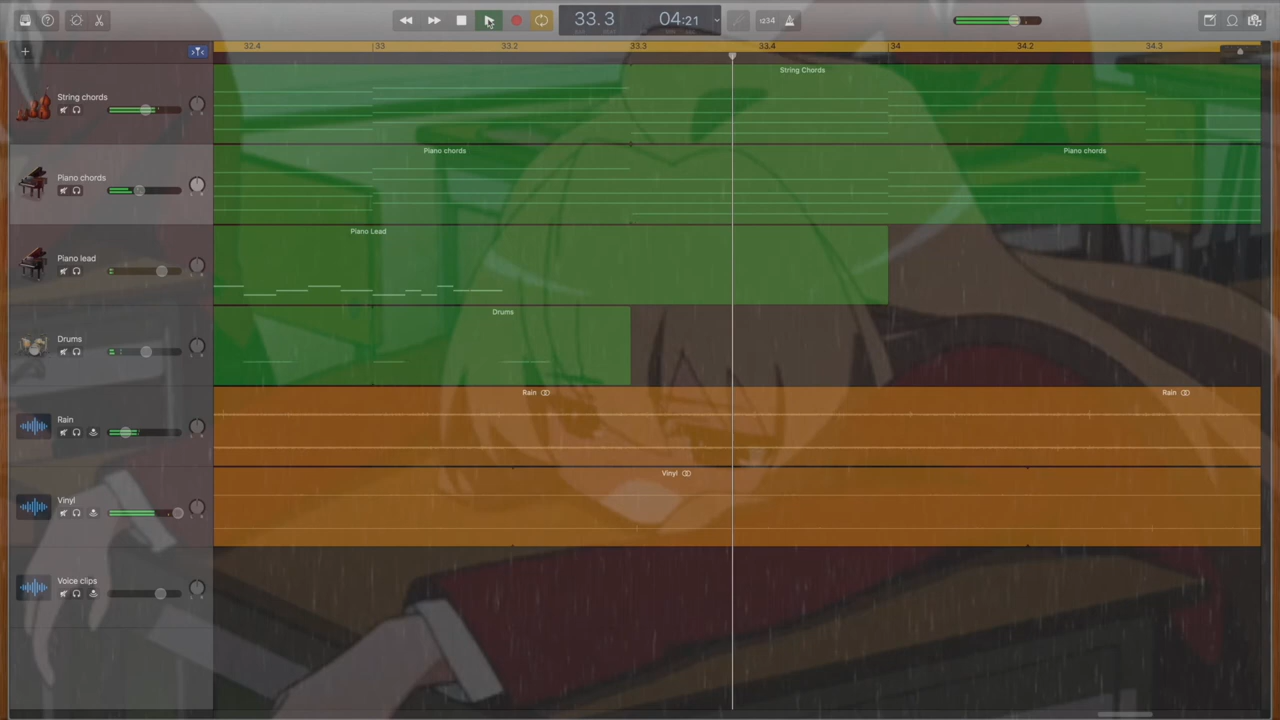 33.3 04:21 1234
32.4 33 33.2 33.3 33.4 34 34.2 34.3
String chords
String Chords
Piano chords
Piano chords
Piano chords
Piano lead
Piano Lead
Drums
Drums
Rain
Rain
Rain
Vinyl
Vinyl
Voice clips